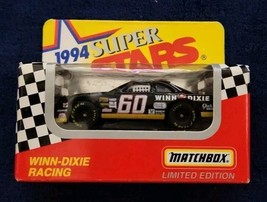 1994 SUPER
STARS
WINN-DIXIE
60
WINN-DIXIE
RACING
MATCHBOX
LIMITED EDITION